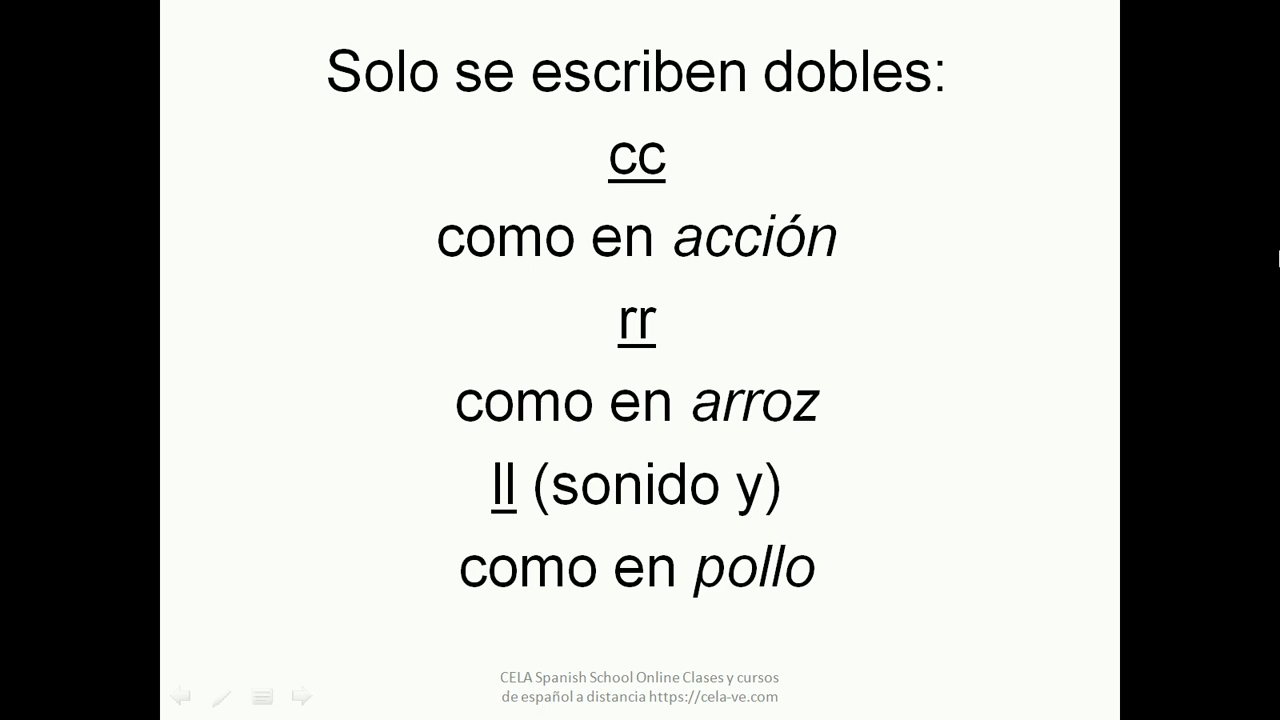 Solo se escriben dobles:
cc
como en acción
rr
como en arroz
ll (sonido y)
como en pollo
CELA Spanish School Online Clases y cursos
de español a distancia https://cela-ve.com